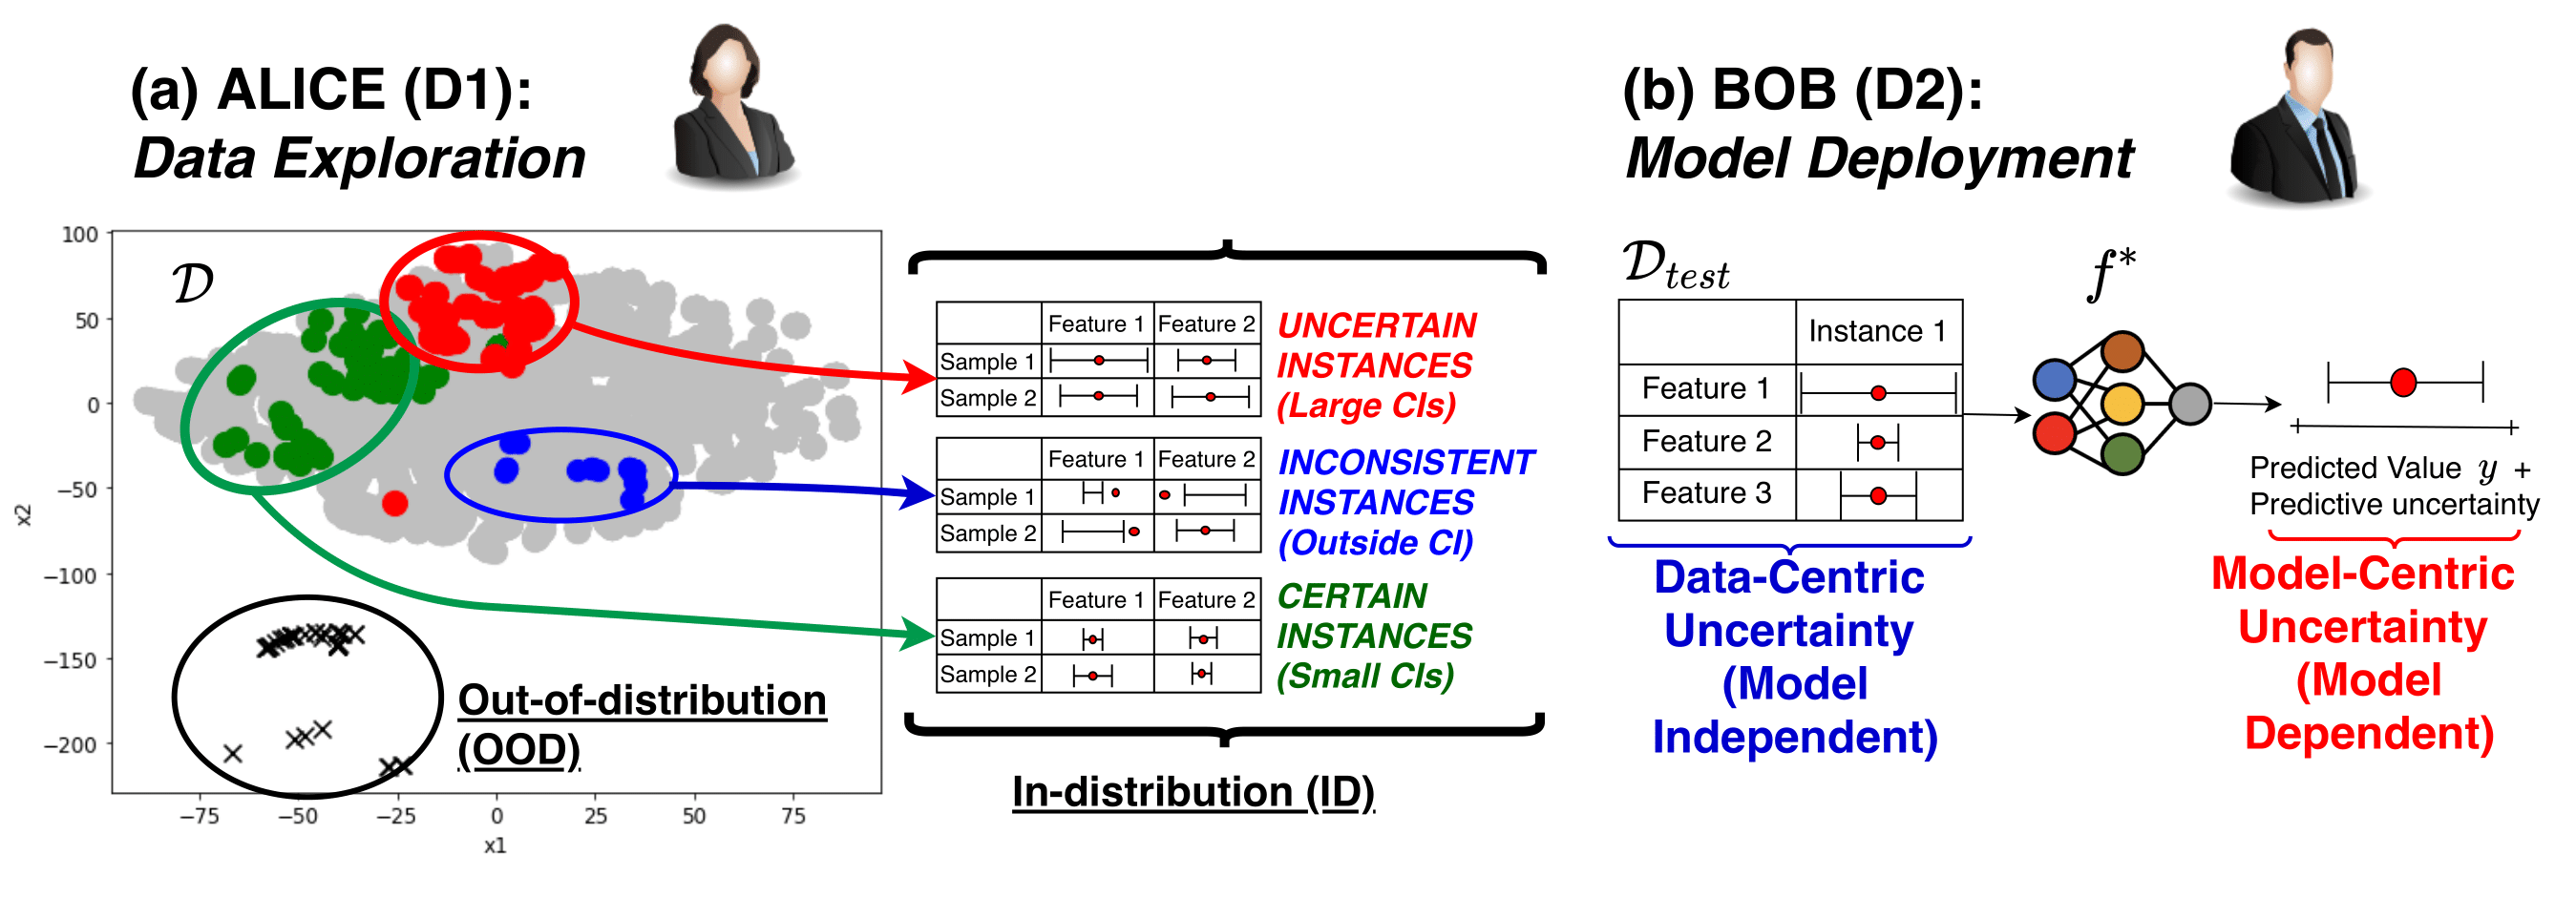 (a) ALICE (D1):
Data Exploration
𝒟
100
50
0
−50
−100
−150
−200
x2
−75
−50
−25
0
25
50
75
x1
Out-of-distribution
(OOD)
Feature 1 Feature 2
Sample 1
Sample 2
UNCERTAIN
INSTANCES
(Large CIs)
Feature 1 Feature 2
Sample 1
Sample 2
INCONSISTENT
INSTANCES
(Outside CI)
Feature 1 Feature 2
Sample 1
Sample 2
CERTAIN
INSTANCES
(Small CIs)
In-distribution (ID)
(b) BOB (D2):
Model Deployment
𝒟test
Instance 1
Feature 1
Feature 2
Feature 3
Data-Centric
Uncertainty
(Model
Independent)
f*
Predicted Value y +
Predictive uncertainty
Model-Centric
Uncertainty
(Model
Dependent)